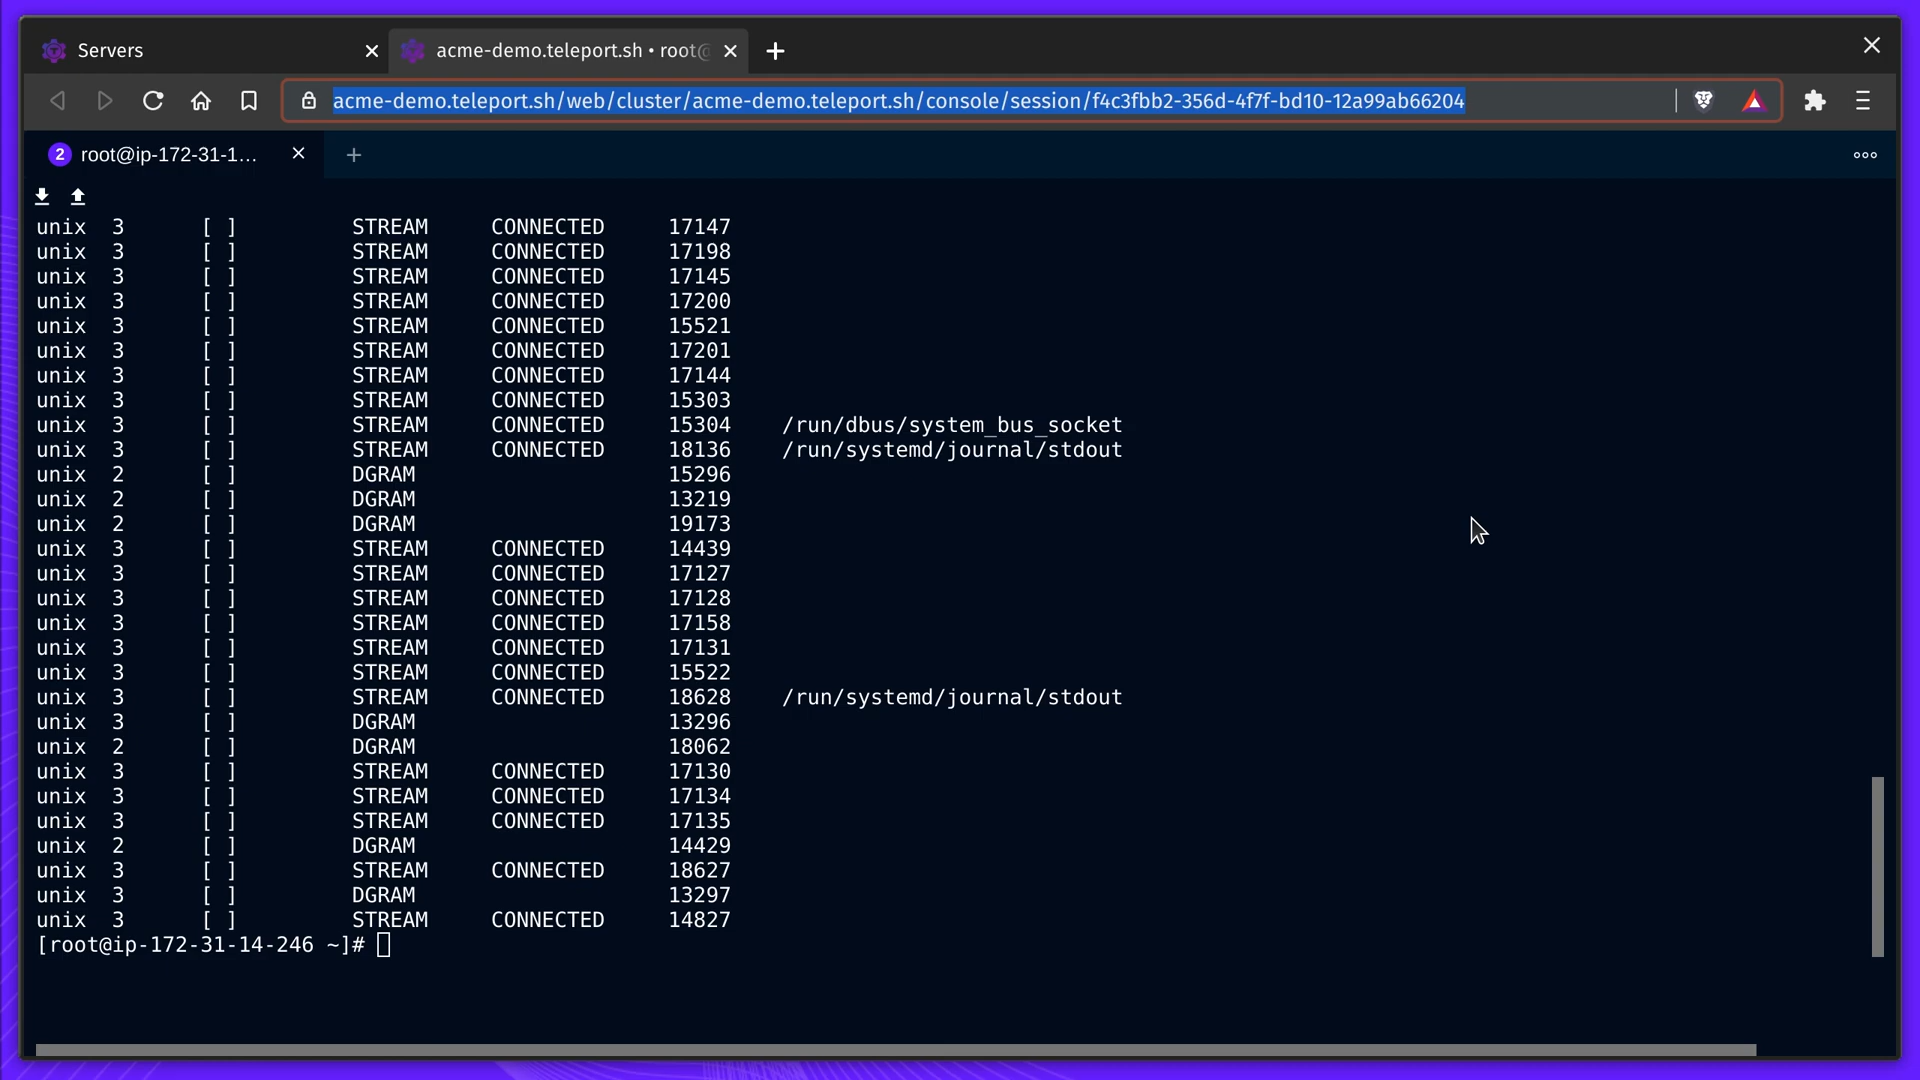 Servers
acme-demo.teleport.sh • root@
acme-demo.teleport.sh/web/cluster/acme-demo.teleport.sh/console/session/f4c3fbb2-356d-4f7f-bd10-12a99ab66204
2 root@ip-172-31-1...
unix 3 [ ] STREAM CONNECTED 17147
unix 3 [ ] STREAM CONNECTED 17198
unix 3 [ ] STREAM CONNECTED 17145
unix 3 [ ] STREAM CONNECTED 17200
unix 3 [ ] STREAM CONNECTED 15521
unix 3 [ ] STREAM CONNECTED 17201
unix 3 [ ] STREAM CONNECTED 17144
unix 3 [ ] STREAM CONNECTED 15303
unix 3 [ ] STREAM CONNECTED 15304 /run/dbus/system_bus_socket
unix 3 [ ] STREAM CONNECTED 18136 /run/systemd/journal/stdout
unix 2 [ ] DGRAM 15296
unix 2 [ ] DGRAM 13219
unix 2 [ ] DGRAM 19173
unix 3 [ ] STREAM CONNECTED 14439
unix 3 [ ] STREAM CONNECTED 17127
unix 3 [ ] STREAM CONNECTED 17128
unix 3 [ ] STREAM CONNECTED 17158
unix 3 [ ] STREAM CONNECTED 17131
unix 3 [ ] STREAM CONNECTED 15522
unix 3 [ ] STREAM CONNECTED 18628 /run/systemd/journal/stdout
unix 3 [ ] DGRAM 13296
unix 2 [ ] DGRAM 18062
unix 3 [ ] STREAM CONNECTED 17130
unix 3 [ ] STREAM CONNECTED 17134
unix 3 [ ] STREAM CONNECTED 17135
unix 2 [ ] DGRAM 14429
unix 3 [ ] STREAM CONNECTED 18627
unix 3 [ ] DGRAM 13297
unix 3 [ ] STREAM CONNECTED 14827
[root@ip-172-31-14-246 ~]#